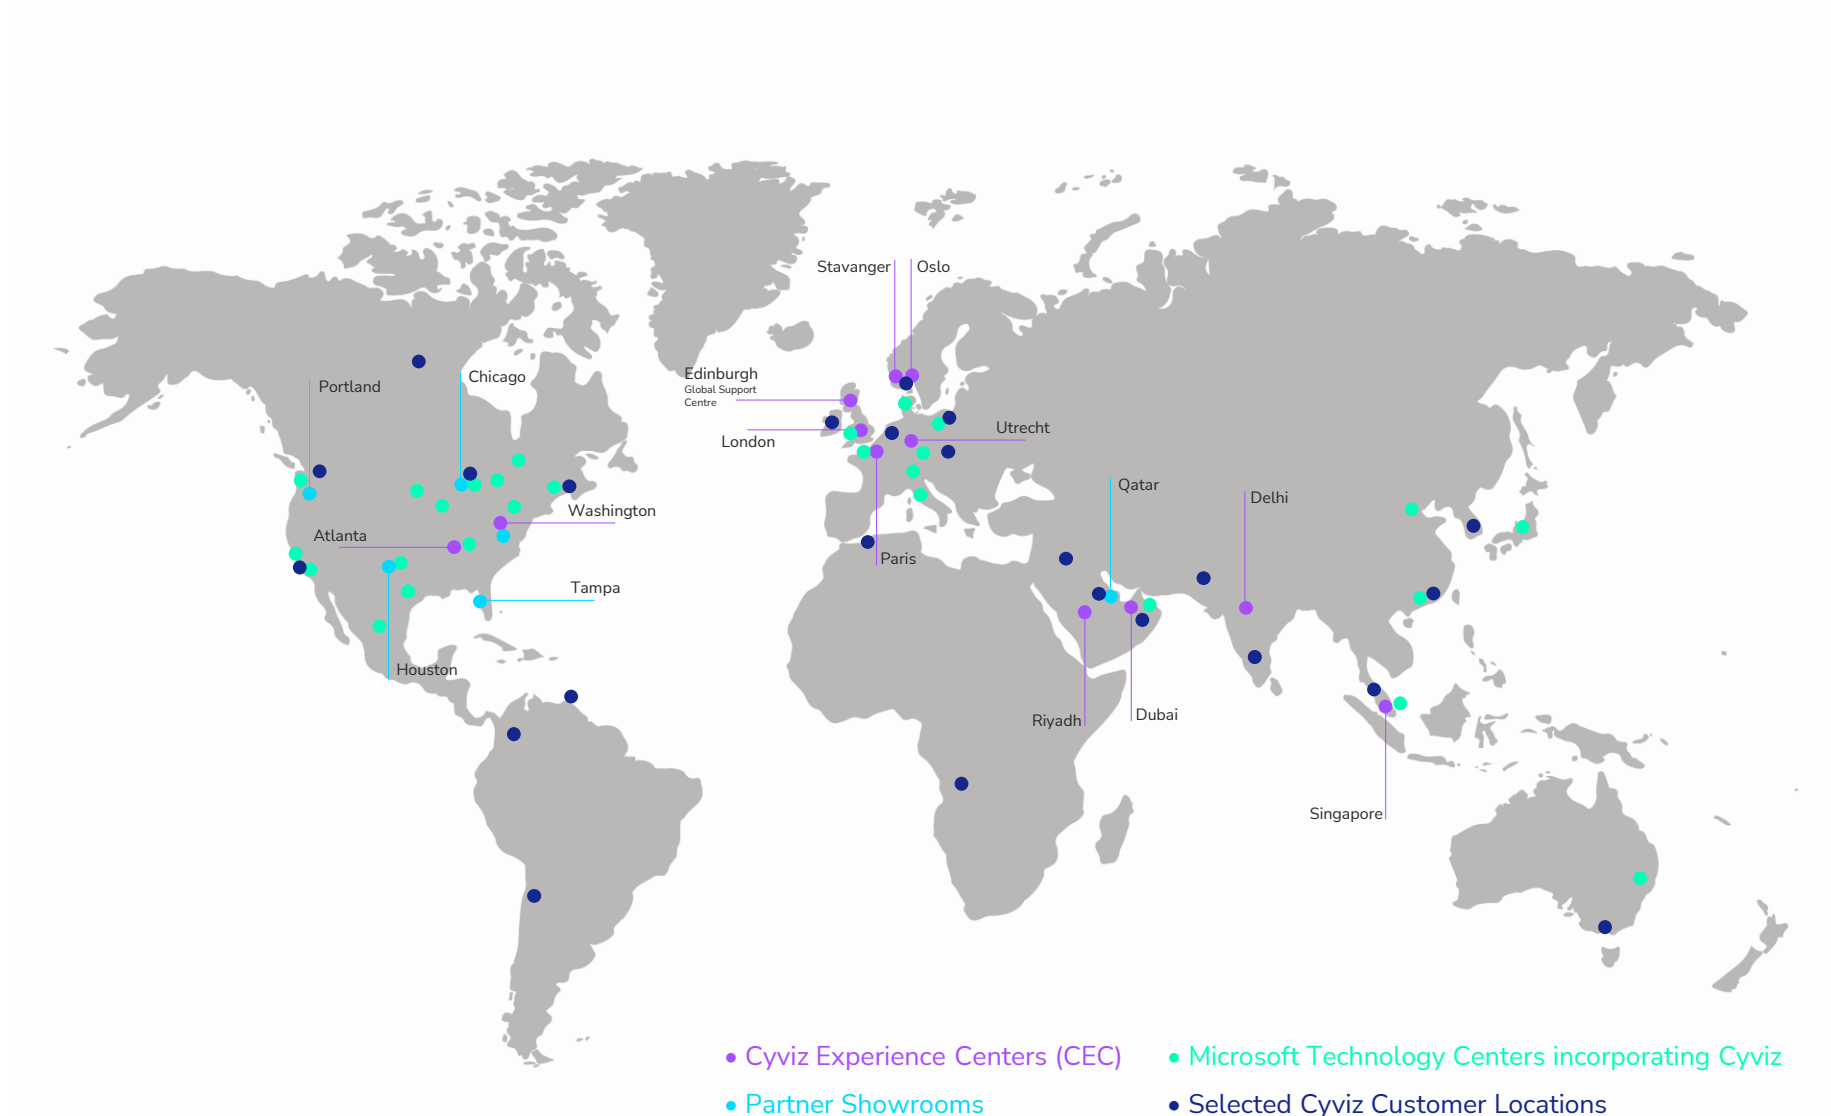 Stavanger
Oslo
Edinburgh
Global Support
Centre
Portland
Chicago
London
Utrecht
Qatar
Delhi
Washington
Atlanta
Paris
Tampa
Houston
Riyadh
Dubai
Singapore
Cyviz Experience Centers (CEC)
Microsoft Technology Centers incorporating Cyviz
Partner Showrooms
Selected Cyviz Customer Locations